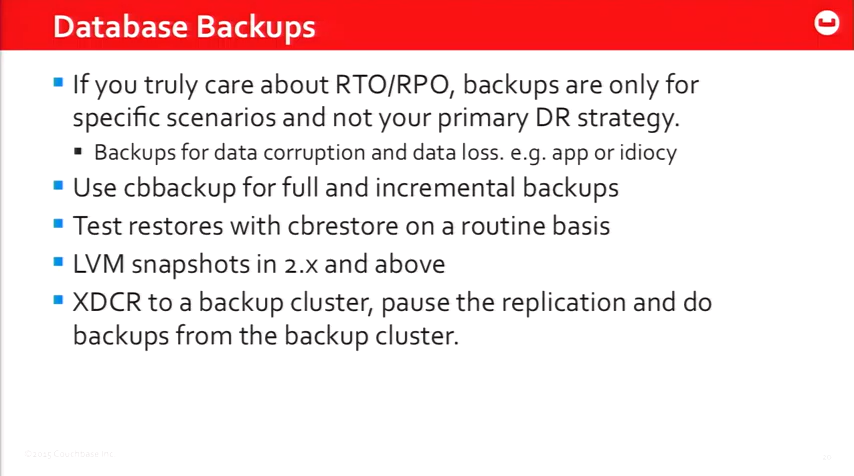 Database Backups
If you truly care about RTO/RPO, backups are only for
specific scenarios and not your primary DR strategy.
Backups for data corruption and data loss. e.g. app or idiocy
Use cbbackup for full and incremental backups
Test restores with cbrestore on a routine basis
LVM snapshots in 2.x and above
XDCR to a backup cluster, pause the replication and do
backups from the backup cluster.